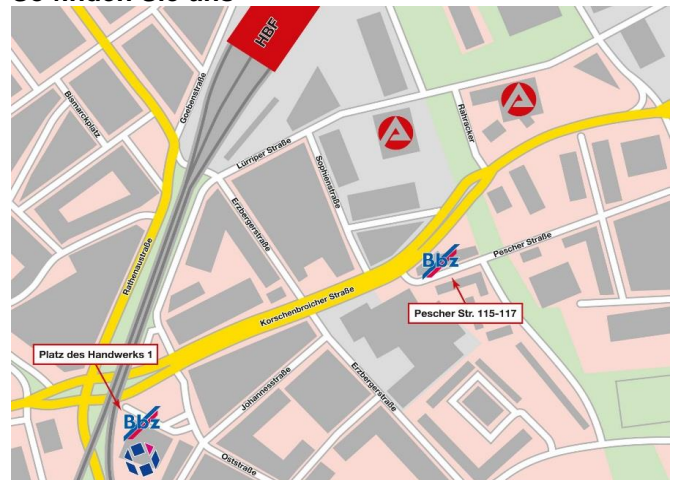 So finden Sie uns
HBF
Goebenstraße
Bismarckplatz
Lürriper Straße
Sophienstraße
Rahracker
Erzbergerstraße
Rathenaustraße
Bbz
Pescher Straße
Korschenbroicher Straße
Pescher Str. 115-117
Platz des Handwerks 1
Johannesstraße
Erzbergerstraße
Bbz
Oststraße